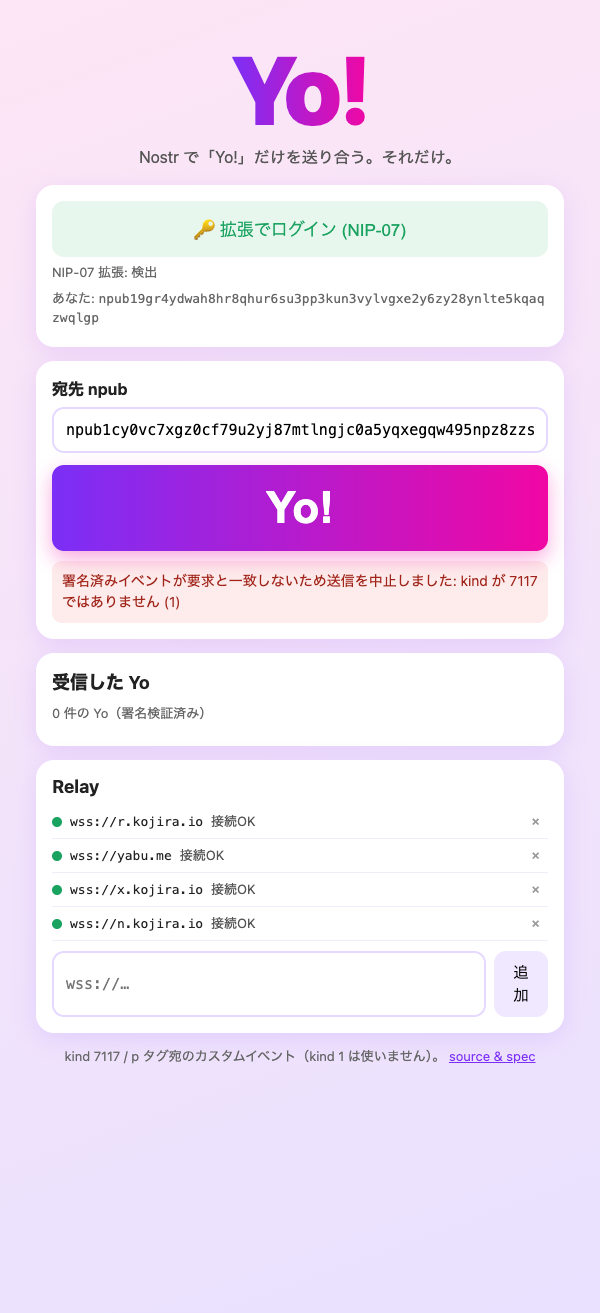 Yo!
Nostr で「Yo!」だけを送り合う。それだけ。
🔑 拡張でログイン (NIP-07)
NIP-07 拡張: 検出
あなた: npub19gr4ydwah8hr8qhur6su3pp3kun3vylvgxe2y6zy28ynlte5kqaq
zwqlgp
宛先 npub
npub1cy0vc7xgz0cf79u2yj87mtlngjc0a5yqxegqw495npz8zzs
Yo!
署名済みイベントが要求と一致しないため送信を中止しました: kind が 7117
ではありません (1)
受信した Yo
0 件の Yo（署名検証済み）
Relay
wss://r.kojira.io 接続OK ×
wss://yabu.me 接続OK ×
wss://x.kojira.io 接続OK ×
wss://n.kojira.io 接続OK ×
wss://…
追
加
kind 7117 / p タグ宛のカスタムイベント（kind 1 は使いません）。 source & spec